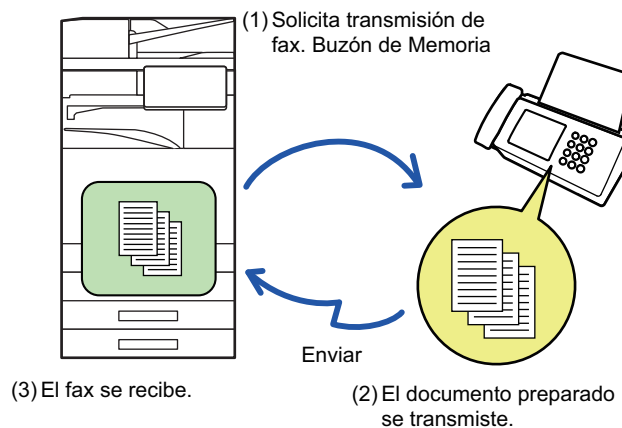 (1) Solicita transmisión de
fax. Buzón de Memoria
Enviar
(3) El fax se recibe.
(2) El documento preparado
se transmiste.